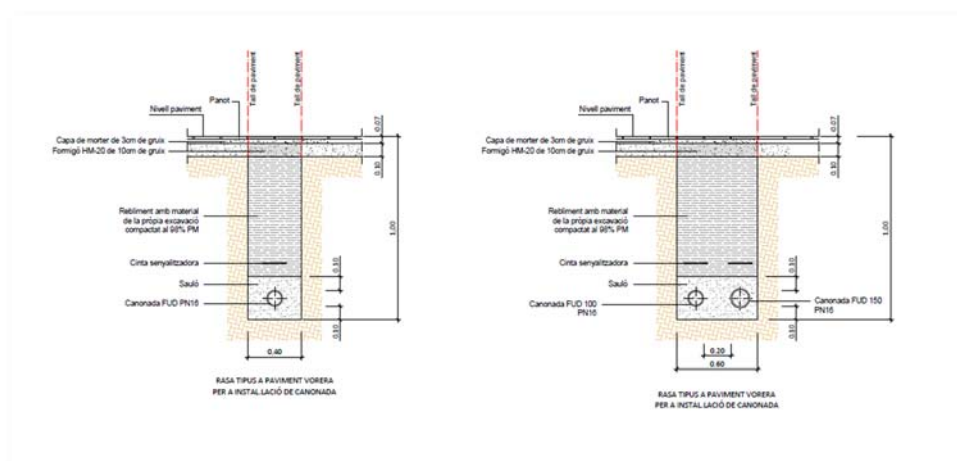 Tall de paviment
Tall de paviment
Panot
Nivell paviment
Capa de morter de 3cm de gruix
Formigó HM-20 de 10cm de gruix
0.07
0.10
Rebliment amb material
de la pròpia excavació
compactat al 98% PM
1.00
Cinta senyalitzadora
0.10
Sauló
Canonada FUD PN16
0.10
0.40
RASA TIPUS A PAVIMENT VORERA
PER A INSTAL.LACIÓ DE CANONADA
Tall de paviment
Tall de paviment
Panot
Nivell paviment
Capa de morter de 3cm de gruix
Formigó HM-20 de 10cm de gruix
0.07
0.10
Rebliment amb material
de la pròpia excavació
compactat al 98% PM
1.00
Cinta senyalitzadora
0.10
Sauló
Canonada FUD 100
PN16
Canonada FUD 150
PN16
0.10
0.20
0.60
RASA TIPUS A PAVIMENT VORERA
PER A INSTAL.LACIÓ DE CANONADA